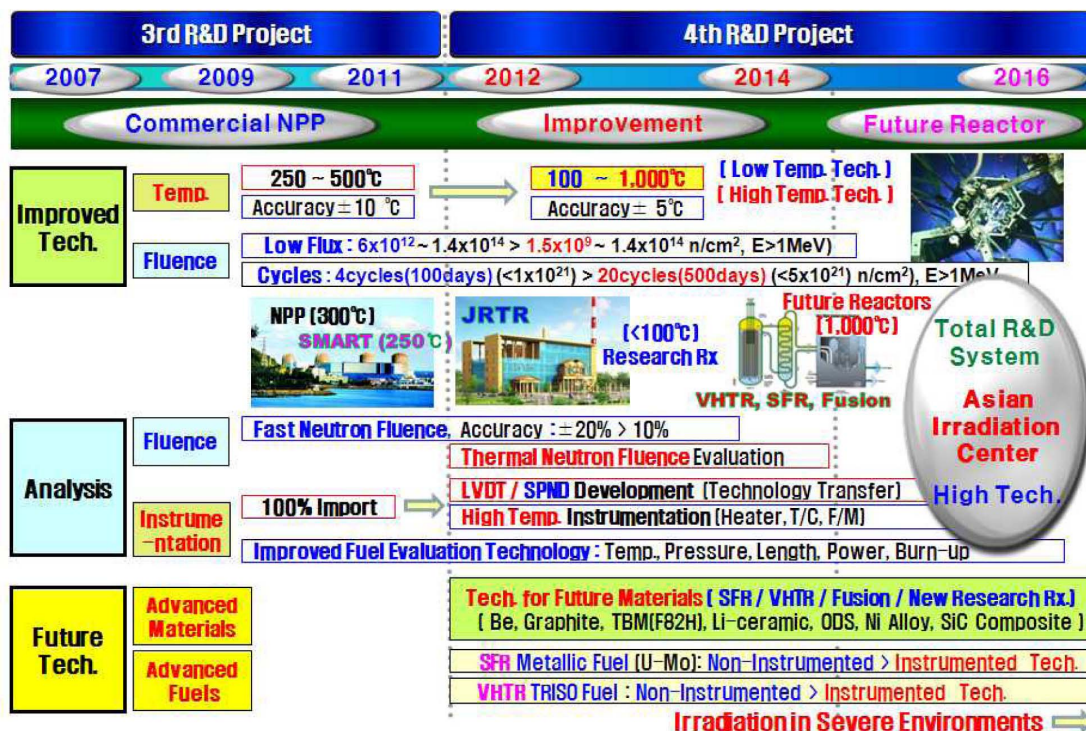 3rd R&D Project
4th R&D Project
2007
2009
2011
2012
2014
2016
Commercial NPP
Improvement
Future Reactor
Improved
Tech.
Temp.
250 ~ 500℃
Accuracy ± 10 ℃
100 ~ 1,000℃
Accuracy ± 5℃
( Low Temp. Tech. )
( High Temp. Tech. )
Fluence
Low Flux : 6x10¹² ~ 1.4x10¹⁴ > 1.5x10⁹ ~ 1.4x10¹⁴ n/cm², E>1MeV)
Cycles : 4cycles(100days) (<1x10²¹) > 20cycles(500days) (<5x10²¹) n/cm²), E>1MeV
NPP (300℃)
SMART (250℃)
JRTR
(<100℃)
Research Rx
Future Reactors
(1,000℃)
VHTR, SFR, Fusion
Total R&D
System
Asian
Irradiation
Center
High Tech.
Analysis
Fluence
Fast Neutron Fluence, Accuracy : ±20% > 10%
Thermal Neutron Fluence Evaluation
Instrume
-ntation
100% Import
LVDT / SPND Development (Technology Transfer)
High Temp. Instrumentation (Heater, T/C, F/M)
Improved Fuel Evaluation Technology : Temp., Pressure, Length, Power, Burn-up
Future
Tech.
Advanced
Materials
Tech. for Future Materials ( SFR / VHTR / Fusion / New Research Rx.)
( Be, Graphite, TBM(F82H), Li-ceramic, ODS, Ni Alloy, SiC Composite )
Advanced
Fuels
SFR Metallic Fuel (U-Mo): Non-Instrumented > Instrumented Tech.
VHTR TRISO Fuel : Non-Instrumented > Instrumented Tech.
Irradiation in Severe Environments